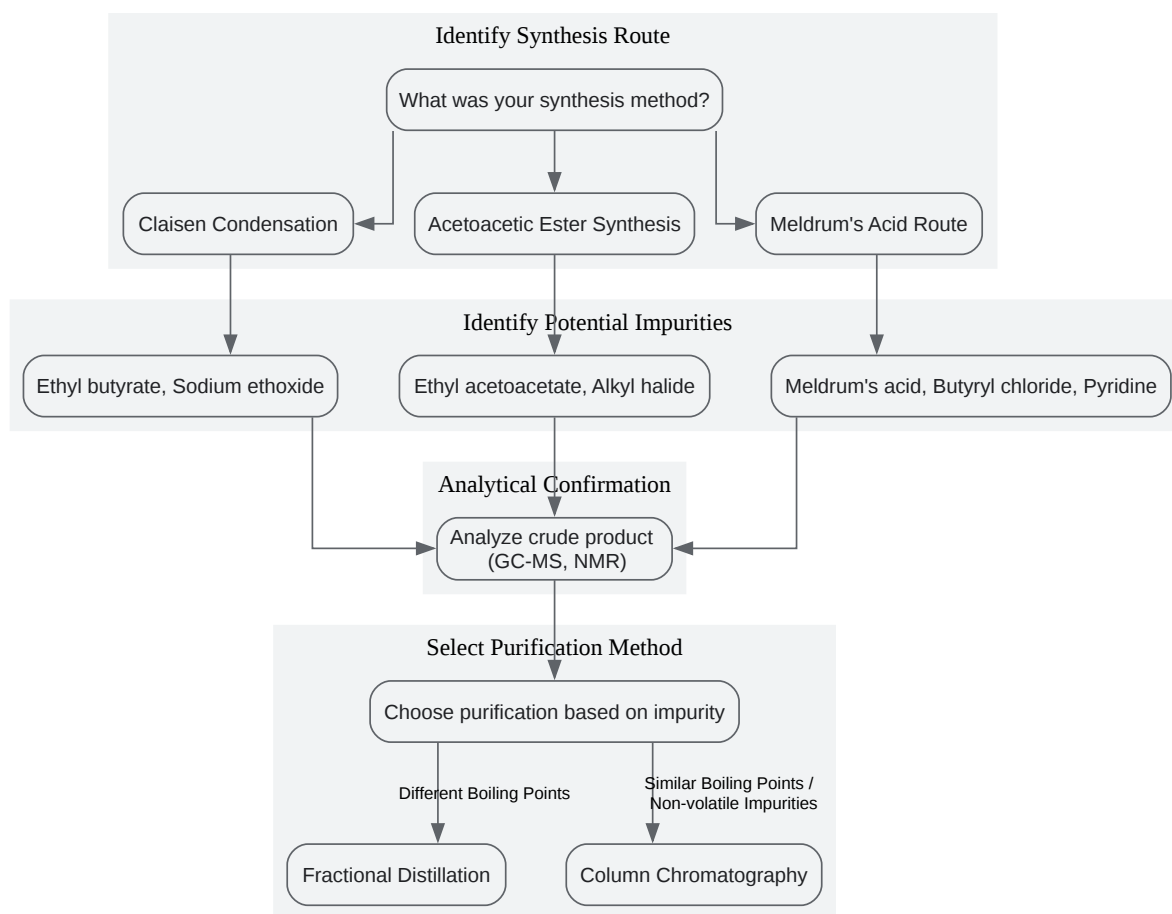 Identify Synthesis Route
What was your synthesis method?
Claisen Condensation
Acetoacetic Ester Synthesis
Meldrum's Acid Route
Identify Potential Impurities
Ethyl butyrate, Sodium ethoxide
Ethyl acetoacetate, Alkyl halide
Meldrum's acid, Butyryl chloride, Pyridine
Analytical Confirmation
Analyze crude product
(GC-MS, NMR)
Select Purification Method
Choose purification based on impurity
Different Boiling Points
Similar Boiling Points /
Non-volatile Impurities
Fractional Distillation
Column Chromatography